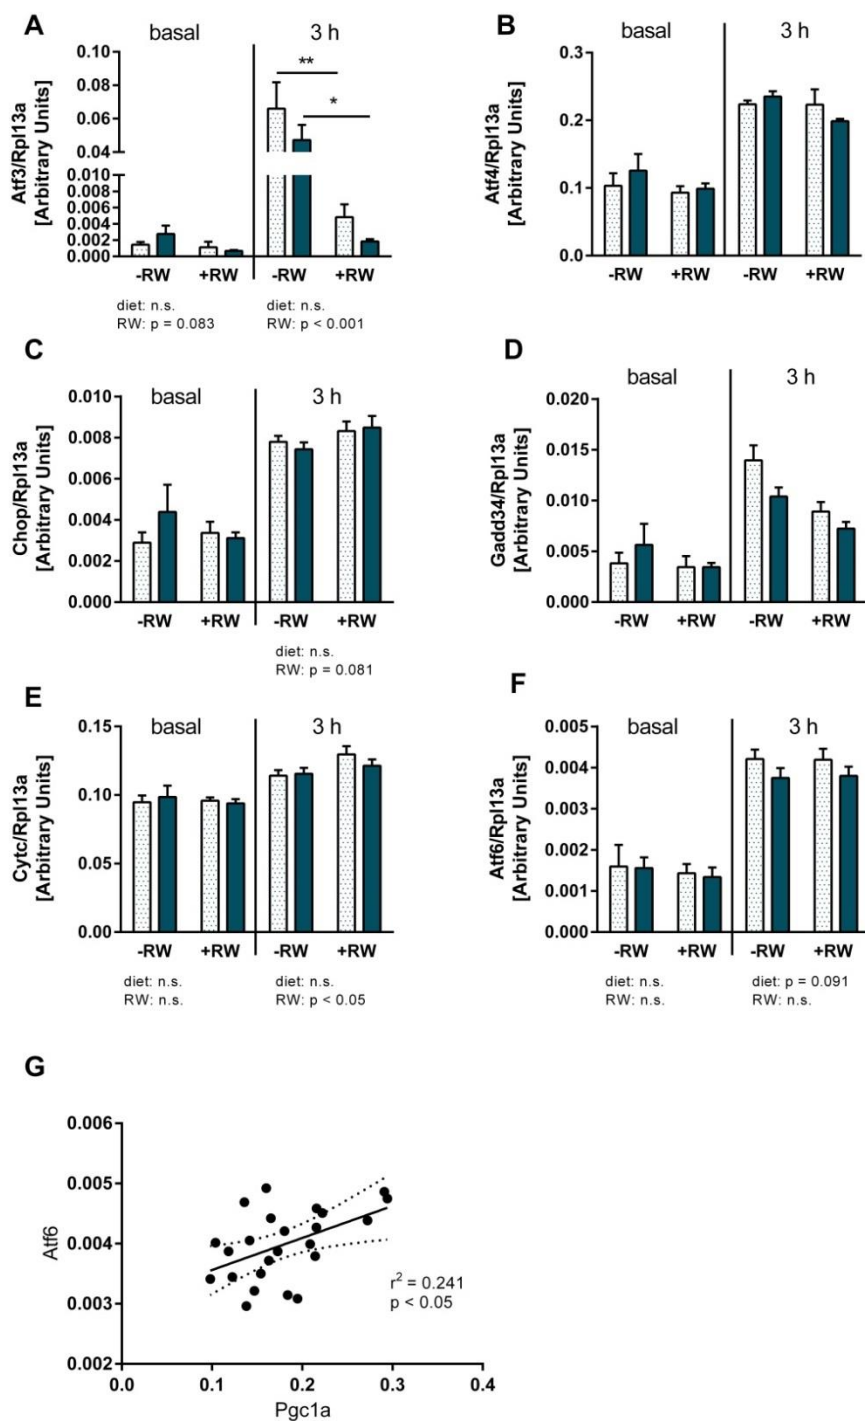 A
basal
3 h
Atf3/Rpl13a
[Arbitrary Units]
0.10
0.08
0.06
0.04
0.010
0.008
0.006
0.004
0.002
0.000
**
*
-RW
+RW
-RW
+RW
diet: n.s.
RW: p = 0.083
diet: n.s.
RW: p < 0.001
B
basal
3 h
Atf4/Rpl13a
[Arbitrary Units]
0.3
0.2
0.1
0.0
-RW
+RW
-RW
+RW
C
basal
3 h
Chop/Rpl13a
[Arbitrary Units]
0.010
0.008
0.006
0.004
0.002
0.000
-RW
+RW
-RW
+RW
diet: n.s.
RW: p = 0.081
D
basal
3 h
Gadd34/Rpl13a
[Arbitrary Units]
0.020
0.015
0.010
0.005
0.000
-RW
+RW
-RW
+RW
E
basal
3 h
Cytc/Rpl13a
[Arbitrary Units]
0.15
0.10
0.05
0.00
-RW
+RW
-RW
+RW
diet: n.s.
RW: n.s.
diet: n.s.
RW: p < 0.05
F
basal
3 h
Atf6/Rpl13a
[Arbitrary Units]
0.005
0.004
0.003
0.002
0.001
0.000
-RW
+RW
-RW
+RW
diet: n.s.
RW: n.s.
diet: p = 0.091
RW: n.s.
G
Atf6
0.006
0.005
0.004
0.003
0.002
r² = 0.241
p < 0.05
0.0
0.1
0.2
0.3
0.4
Pgc1a